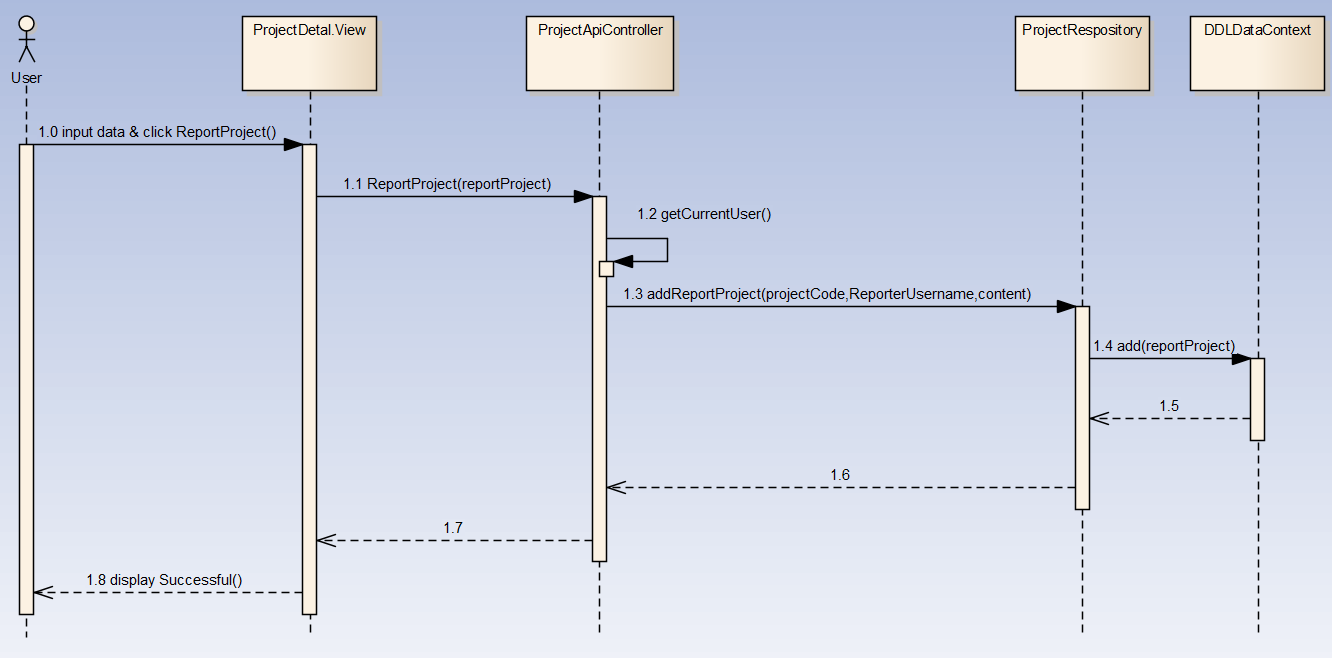 ProjectDetal.View
ProjectApiController
ProjectRespository
DDLDataContext
User
1.0 input data & click ReportProject()
1.1 ReportProject(reportProject)
1.2 getCurrentUser()
1.3 addReportProject(projectCode,ReporterUsername,content)
1.4 add(reportProject)
1.5
1.6
1.7
1.8 display Successful()